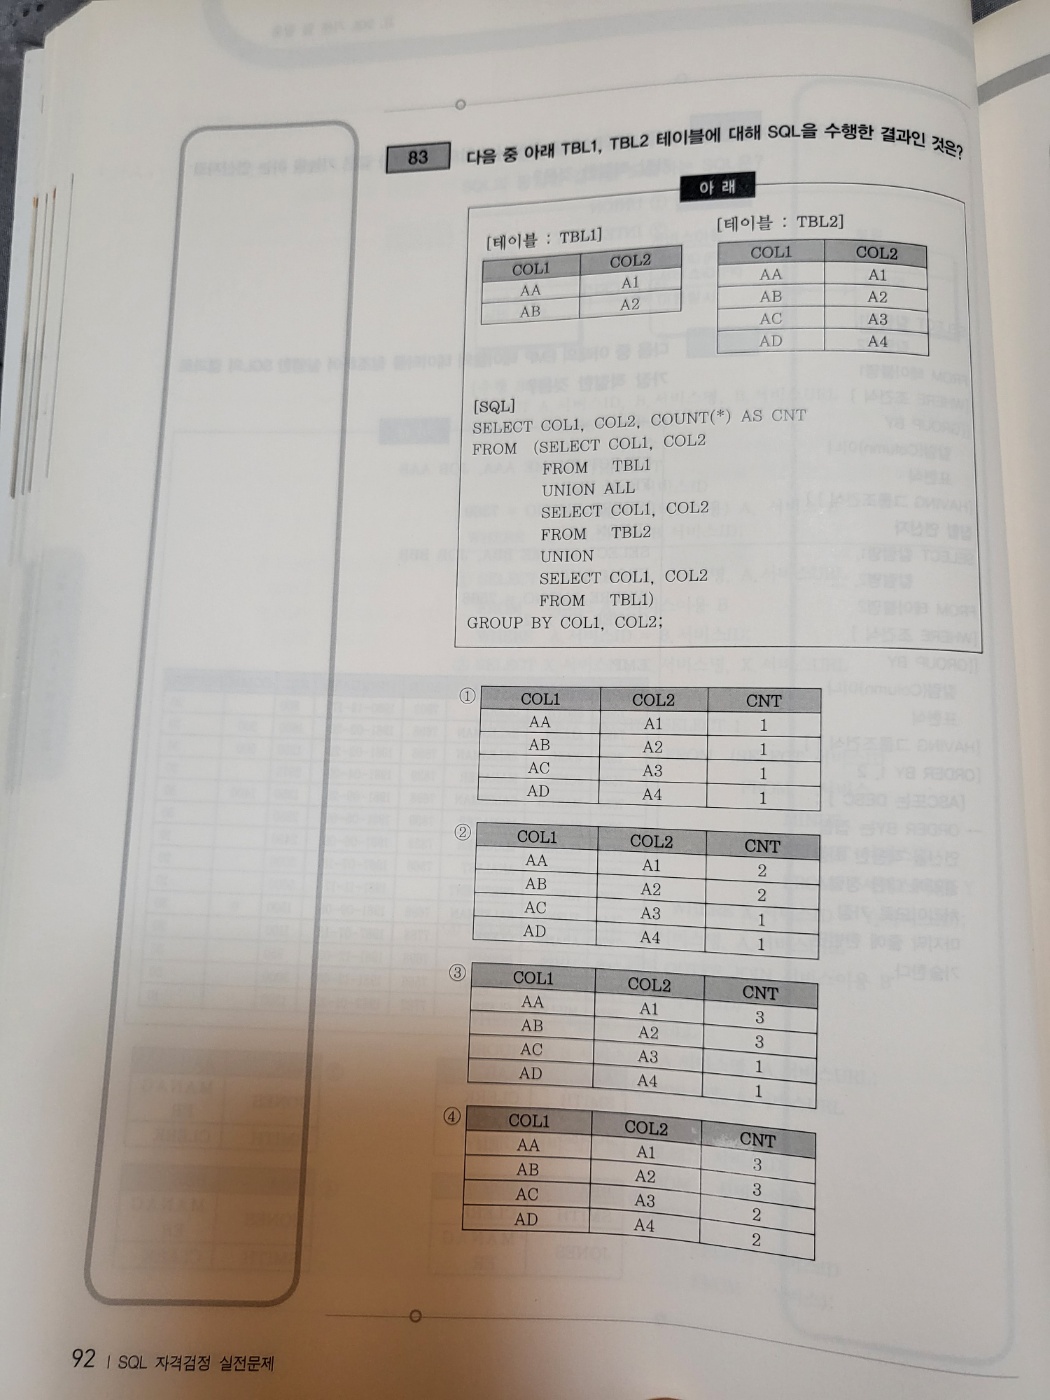 83 다음 중 아래 TBL1, TBL2 테이블에 대해 SQL을 수행한 결과인 것은?
아 래
[테이블 : TBL1]
COL1 COL2
AA A1
AB A2
[테이블 : TBL2]
COL1 COL2
AA A1
AB A2
AC A3
AD A4
[SQL]
SELECT COL1, COL2, COUNT(*) AS CNT
FROM (SELECT COL1, COL2
FROM TBL1
UNION ALL
SELECT COL1, COL2
FROM TBL2
UNION
SELECT COL1, COL2
FROM TBL1)
GROUP BY COL1, COL2;
① COL1 COL2 CNT
AA A1 1
AB A2 1
AC A3 1
AD A4 1
② COL1 COL2 CNT
AA A1 2
AB A2 2
AC A3 1
AD A4 1
③ COL1 COL2 CNT
AA A1 3
AB A2 3
AC A3 1
AD A4 1
④ COL1 COL2 CNT
AA A1 3
AB A2 3
AC A3 2
AD A4 2
92 | SQL 자격검정 실전문제